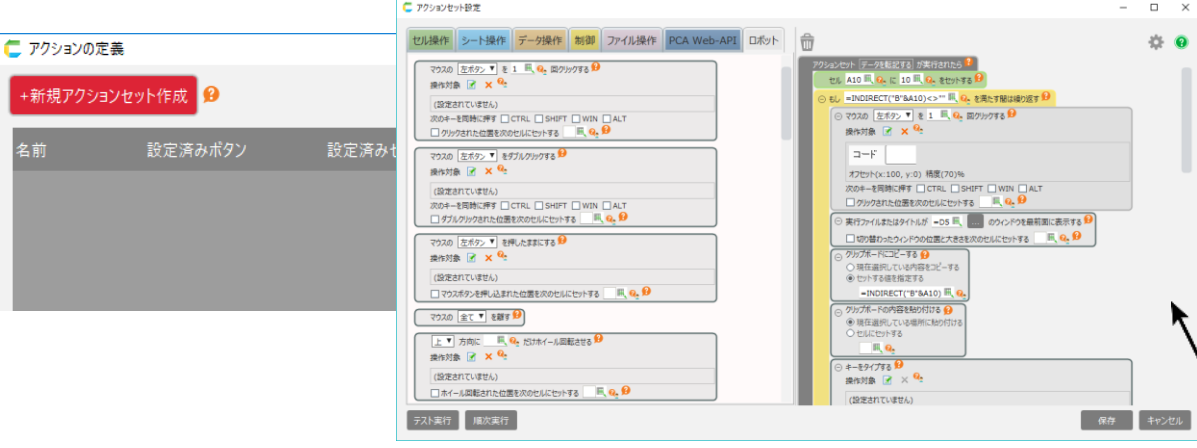 アクションの定義
+新規アクションセット作成
名前 設定済みボタン 設定済みセ
アクションセット設定
セル操作 シート操作 データ操作 制御 ファイル操作 PCA Web-API ロボット
マウスの 左ボタン を 1 回クリックする
操作対象
(設定されていません)
次のキーを同時に押す CTRL SHIFT WIN ALT
クリックされた位置を次のセルにセットする
マウスの 左ボタン をダブルクリックする
操作対象
(設定されていません)
次のキーを同時に押す CTRL SHIFT WIN ALT
ダブルクリックされた位置を次のセルにセットする
マウスの 左ボタン を押したままにする
操作対象
(設定されていません)
マウスボタンを押し込まれた位置を次のセルにセットする
マウスの 全て を離す
上 方向に だけホイール回転させる
操作対象
(設定されていません)
ホイール回転された位置を次のセルにセットする
アクションセット データを転記する が実行されたら
セル A10 に 10 をセットする
もし =INDIRECT("B"&A10)<>"" を満たす間は繰り返す
マウスの 左ボタン を 1 回クリックする
操作対象
コード
オフセット(x:100, y:0) 精度(70)%
次のキーを同時に押す CTRL SHIFT WIN ALT
クリックされた位置を次のセルにセットする
実行ファイルまたはタイトルが =D5 ... のウィンドウを最前面に表示する
切り替わったウィンドウの位置と大きさを次のセルにセットする
クリップボードにコピーする
現在選択している内容をコピーする
セットする値を指定する
=INDIRECT("B"&A10)
クリップボードの内容を貼り付ける
現在選択している場所に貼り付ける
セルにセットする
キーをタイプする
操作対象
(設定されていません)
テスト実行 順次実行
保存 キャンセル